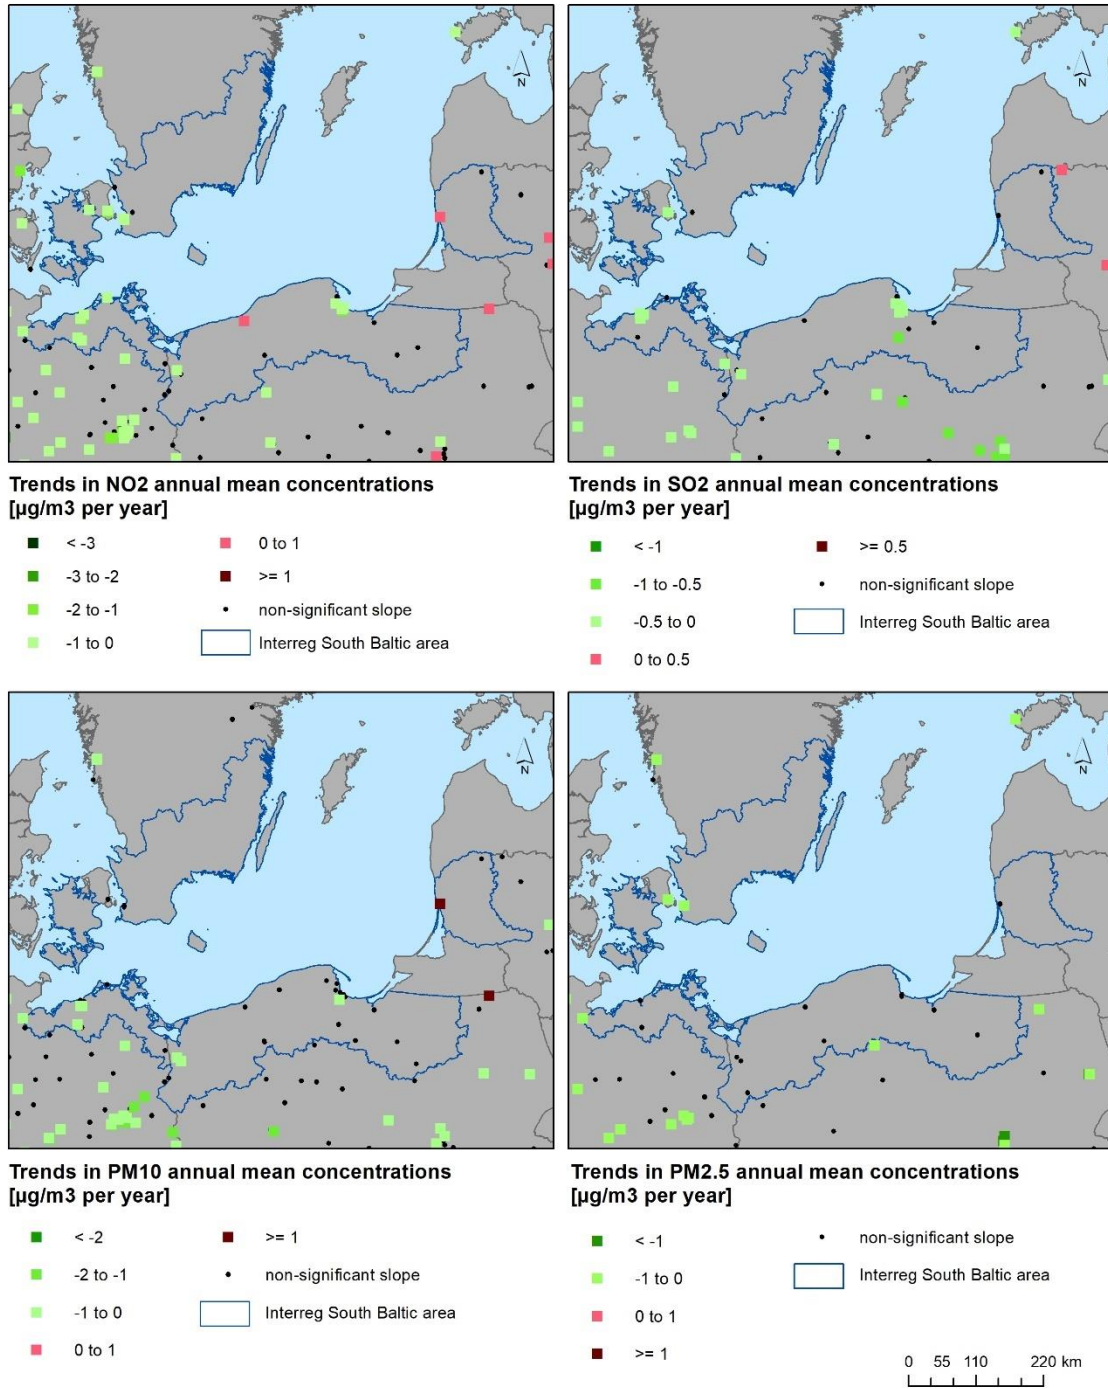 N
N
Trends in NO2 annual mean concentrations
[µg/m3 per year]
< -3
-3 to -2
-2 to -1
-1 to 0
0 to 1
>= 1
non-significant slope
Interreg South Baltic area
Trends in SO2 annual mean concentrations
[µg/m3 per year]
< -1
-1 to -0.5
-0.5 to 0
0 to 0.5
>= 0.5
non-significant slope
Interreg South Baltic area
N
N
Trends in PM10 annual mean concentrations
[µg/m3 per year]
< -2
-2 to -1
-1 to 0
0 to 1
>= 1
non-significant slope
Interreg South Baltic area
Trends in PM2.5 annual mean concentrations
[µg/m3 per year]
< -1
-1 to 0
0 to 1
>= 1
non-significant slope
Interreg South Baltic area
0 55 110 220 km